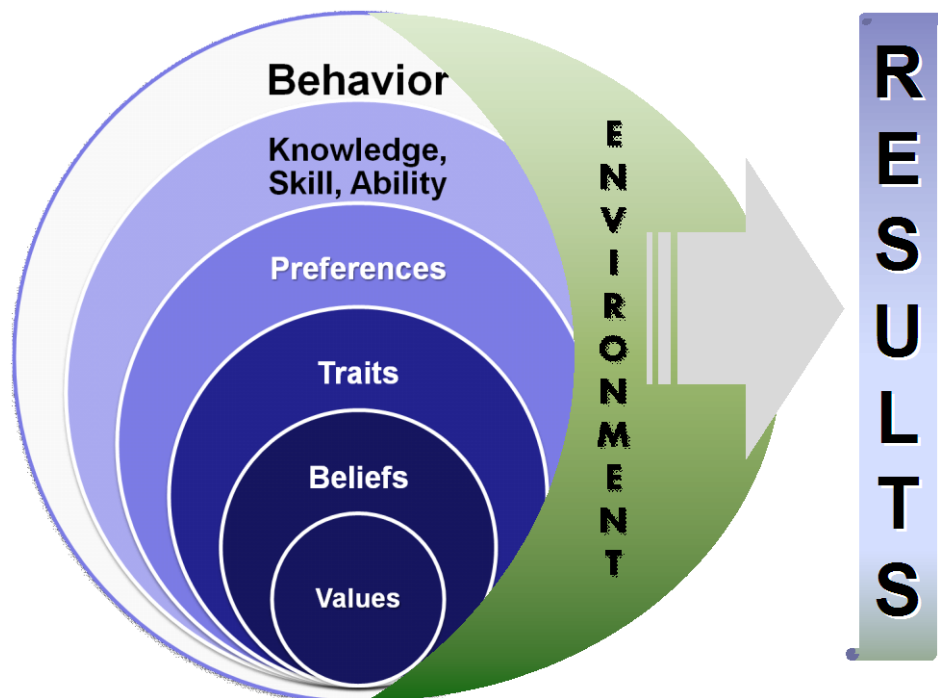 Behavior
Knowledge,
Skill, Ability
Preferences
Traits
Beliefs
Values
ENVIRONMENT
RESULTS